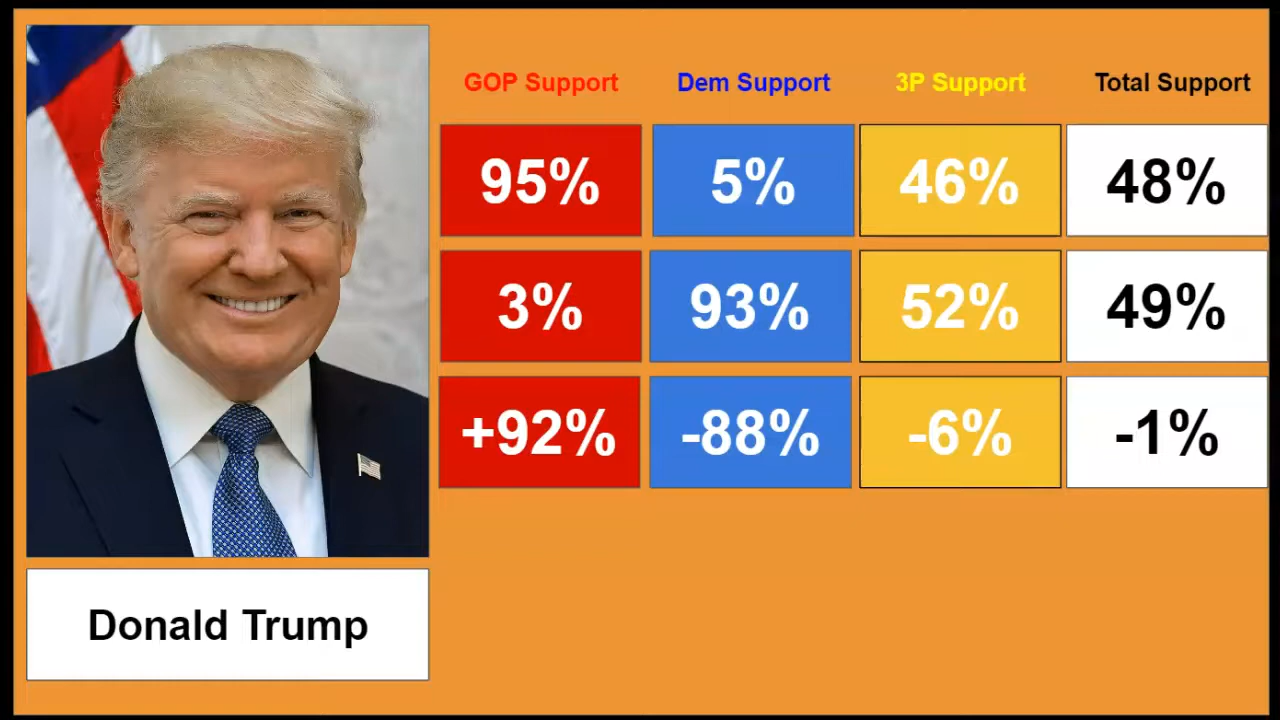 GOP Support Dem Support 3P Support Total Support
95% 5% 46% 48%
3% 93% 52% 49%
+92% -88% -6% -1%
Donald Trump